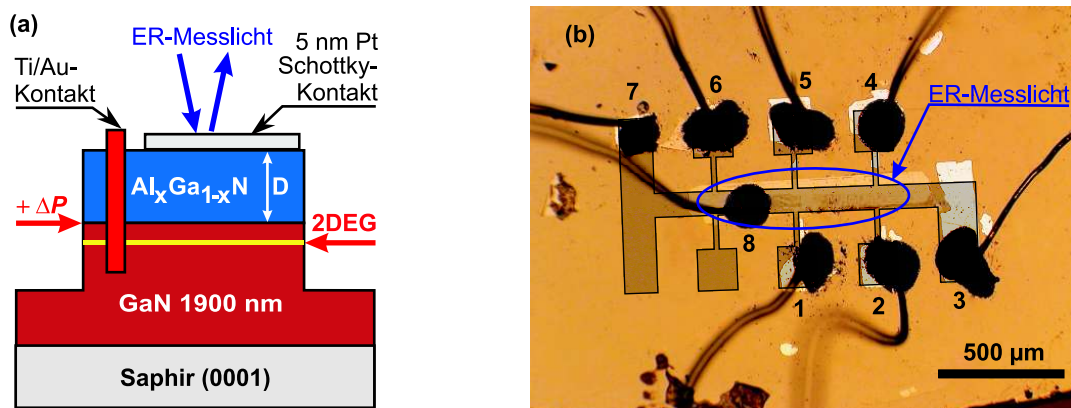 (a)
ER-Messlicht
5 nm Pt
Schottky-
Kontakt
Ti/Au-
Kontakt
AlxGa1-xN
D
+ ΔP
2DEG
GaN 1900 nm
Saphir (0001)
(b)
7
6
5
4
ER-Messlicht
8
1
2
3
500 µm